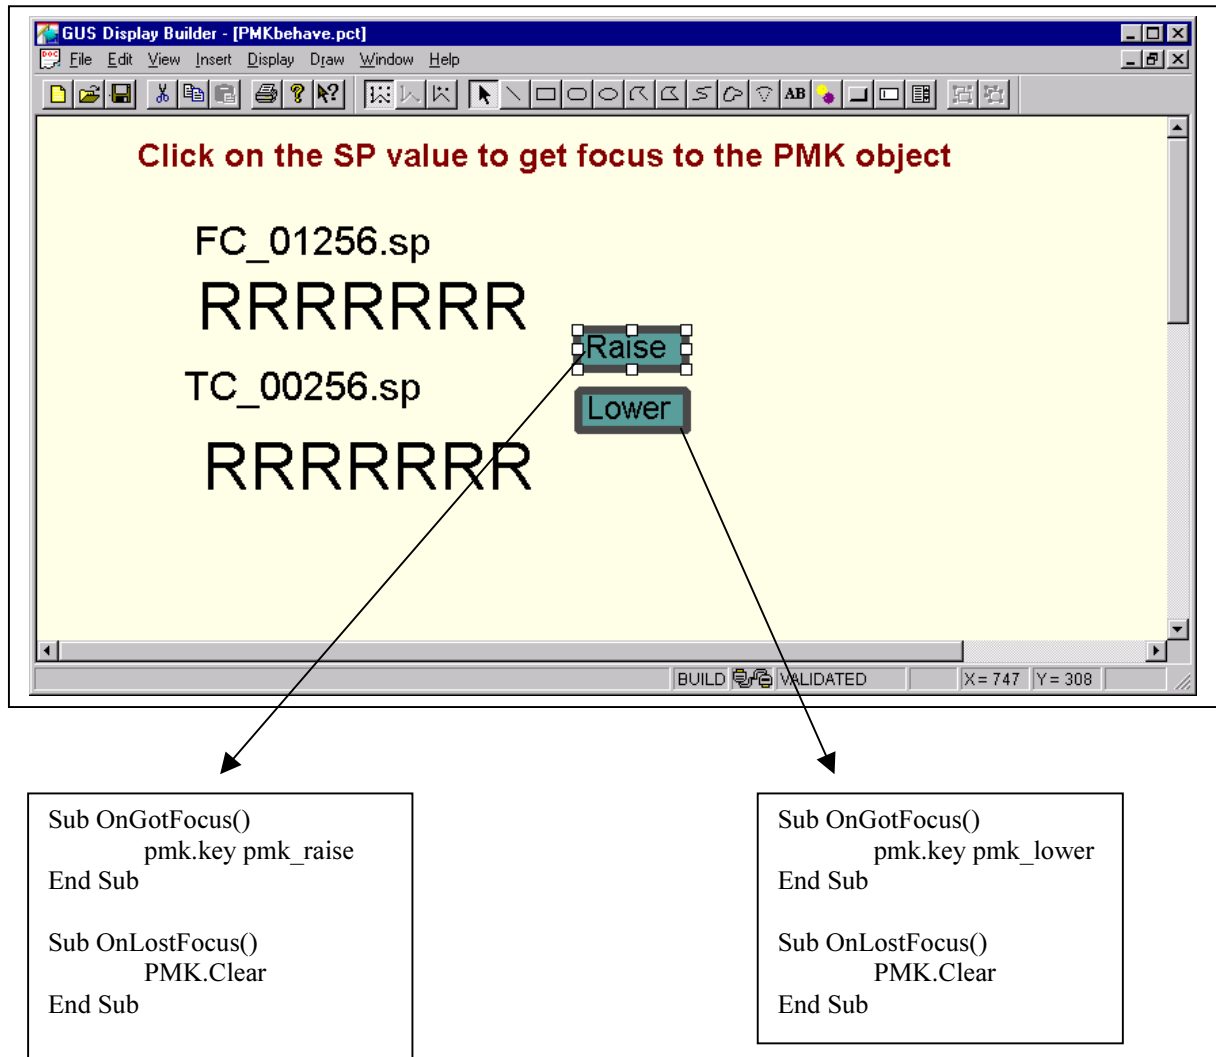 GUS Display Builder - [PMKbehave.pct]
File Edit View Insert Display Draw Window Help
AB
Click on the SP value to get focus to the PMK object
FC_01256.sp
RRRRRRR
Raise
TC_00256.sp
Lower
RRRRRRR
BUILD VALIDATED X = 747 Y = 308
Sub OnGotFocus()
pmk.key pmk_raise
End Sub
Sub OnLostFocus()
PMK.Clear
End Sub
Sub OnGotFocus()
pmk.key pmk_lower
End Sub
Sub OnLostFocus()
PMK.Clear
End Sub